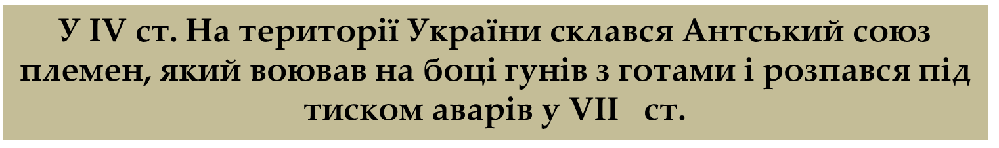 У IV ст. На території України склався Антський союз
племен, який воював на боці гунів з готами і розпався під
тиском аварів у VII ст.